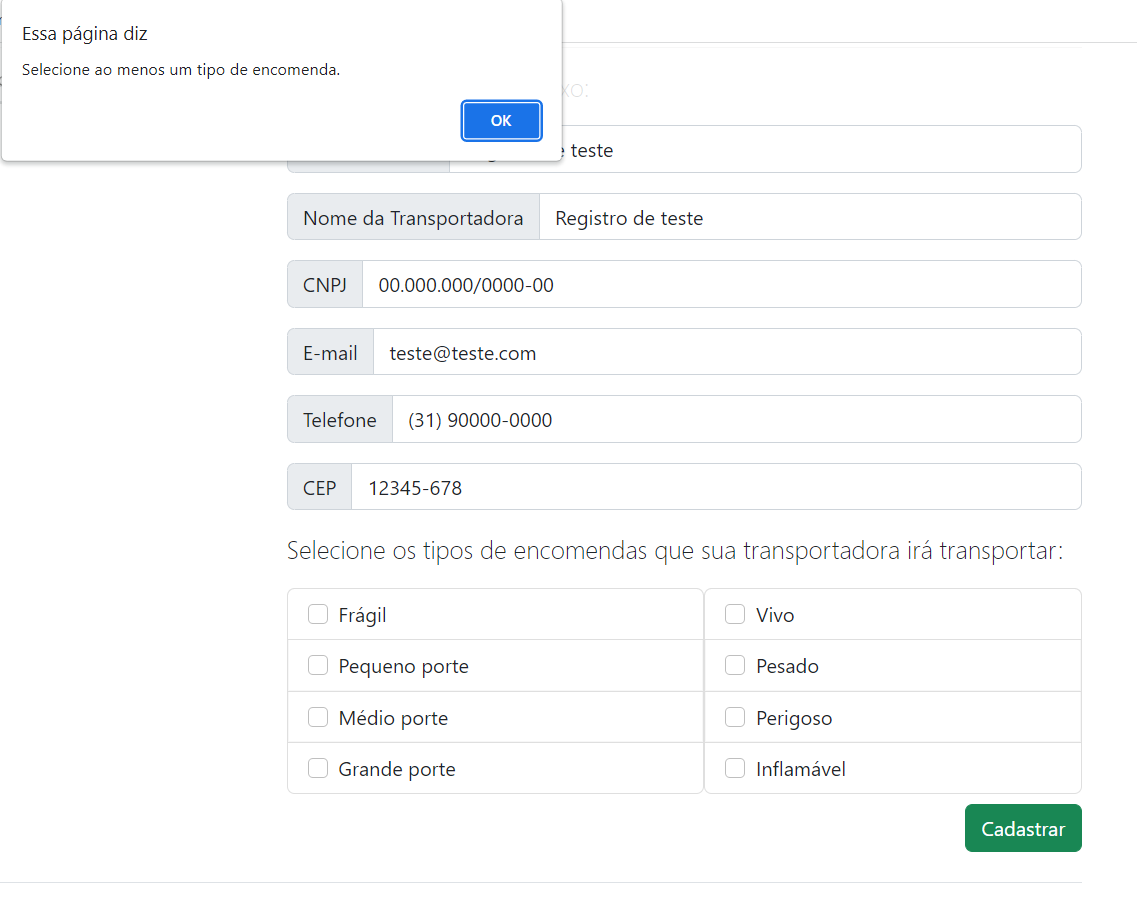 Essa página diz
Selecione ao menos um tipo de encomenda.
OK
xo:
teste
Nome da Transportadora Registro de teste
CNPJ 00.000.000/0000-00
E-mail teste@teste.com
Telefone (31) 90000-0000
CEP 12345-678
Selecione os tipos de encomendas que sua transportadora irá transportar:
Frágil Vivo
Pequeno porte Pesado
Médio porte Perigoso
Grande porte Inflamável
Cadastrar